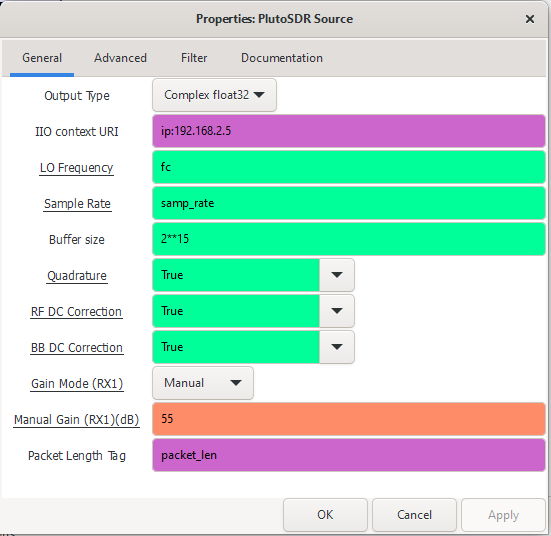 Properties: PlutoSDR Source
General Advanced Filter Documentation
Output Type Complex float32
IIO context URI ip:192.168.2.5
LO Frequency fc
Sample Rate samp_rate
Buffer size 2**15
Quadrature True
RF DC Correction True
BB DC Correction True
Gain Mode (RX1) Manual
Manual Gain (RX1)(dB) 55
Packet Length Tag packet_len
OK Cancel Apply